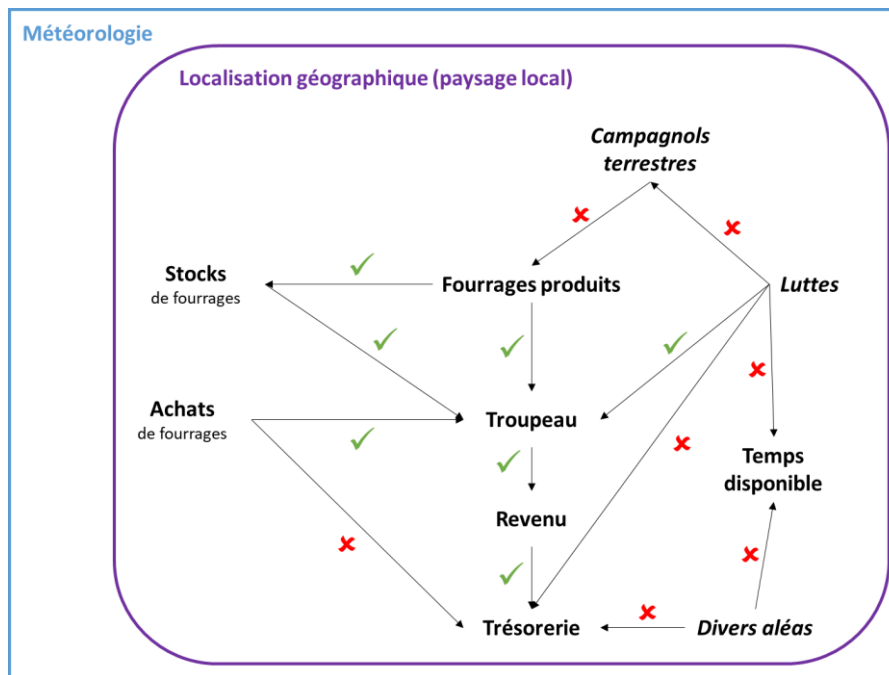 Météorologie
Localisation géographique (paysage local)
Campagnols
terrestres
Stocks
de fourrages
Fourrages produits
Luttes
Achats
de fourrages
Troupeau
Temps
disponible
Revenu
Trésorerie
Divers aléas